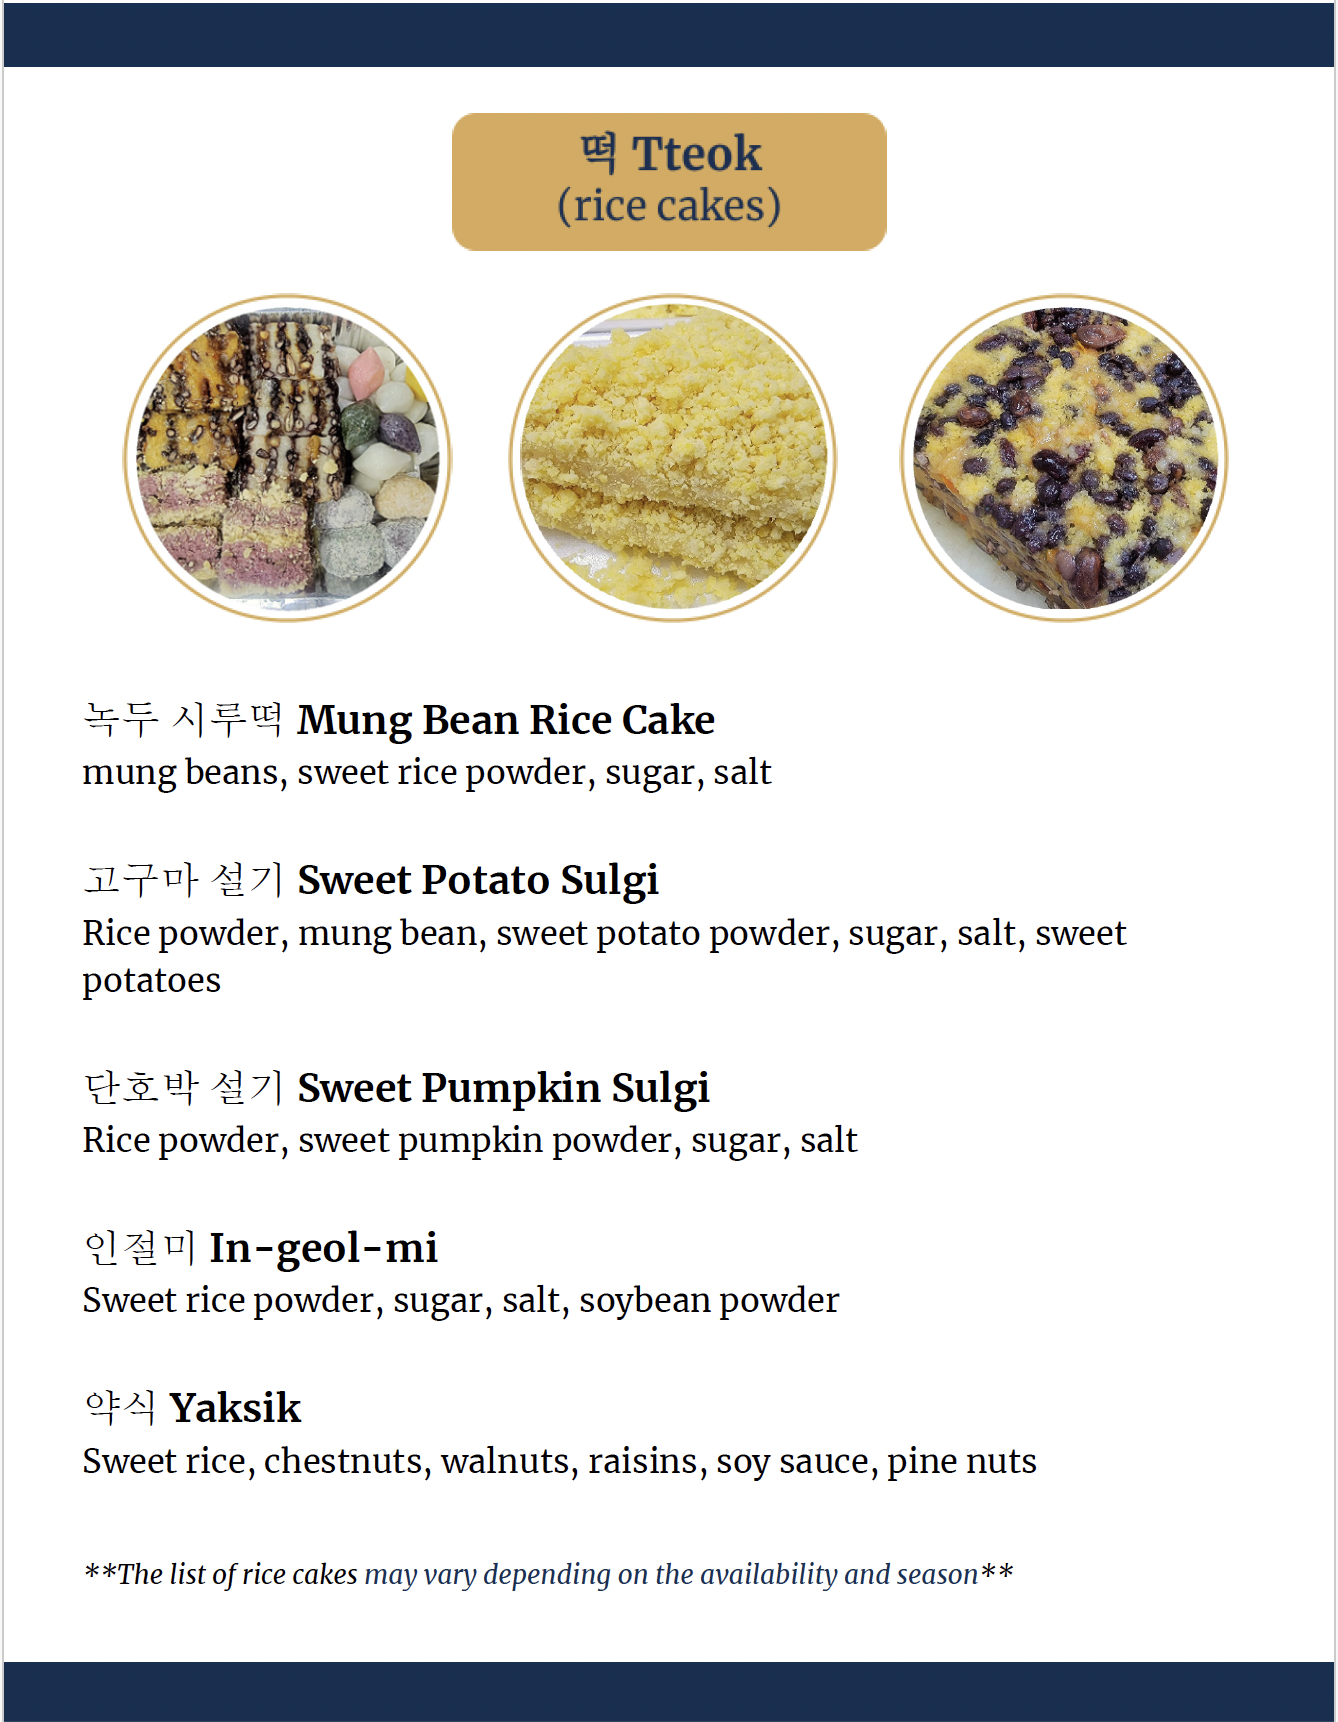 떡 Tteok
(rice cakes)
녹두 시루떡 Mung Bean Rice Cake
mung beans, sweet rice powder, sugar, salt
고구마 설기 Sweet Potato Sulgi
Rice powder, mung bean, sweet potato powder, sugar, salt, sweet
potatoes
단호박 설기 Sweet Pumpkin Sulgi
Rice powder, sweet pumpkin powder, sugar, salt
인절미 In-geol-mi
Sweet rice powder, sugar, salt, soybean powder
약식 Yaksik
Sweet rice, chestnuts, walnuts, raisins, soy sauce, pine nuts
**The list of rice cakes may vary depending on the availability and season**